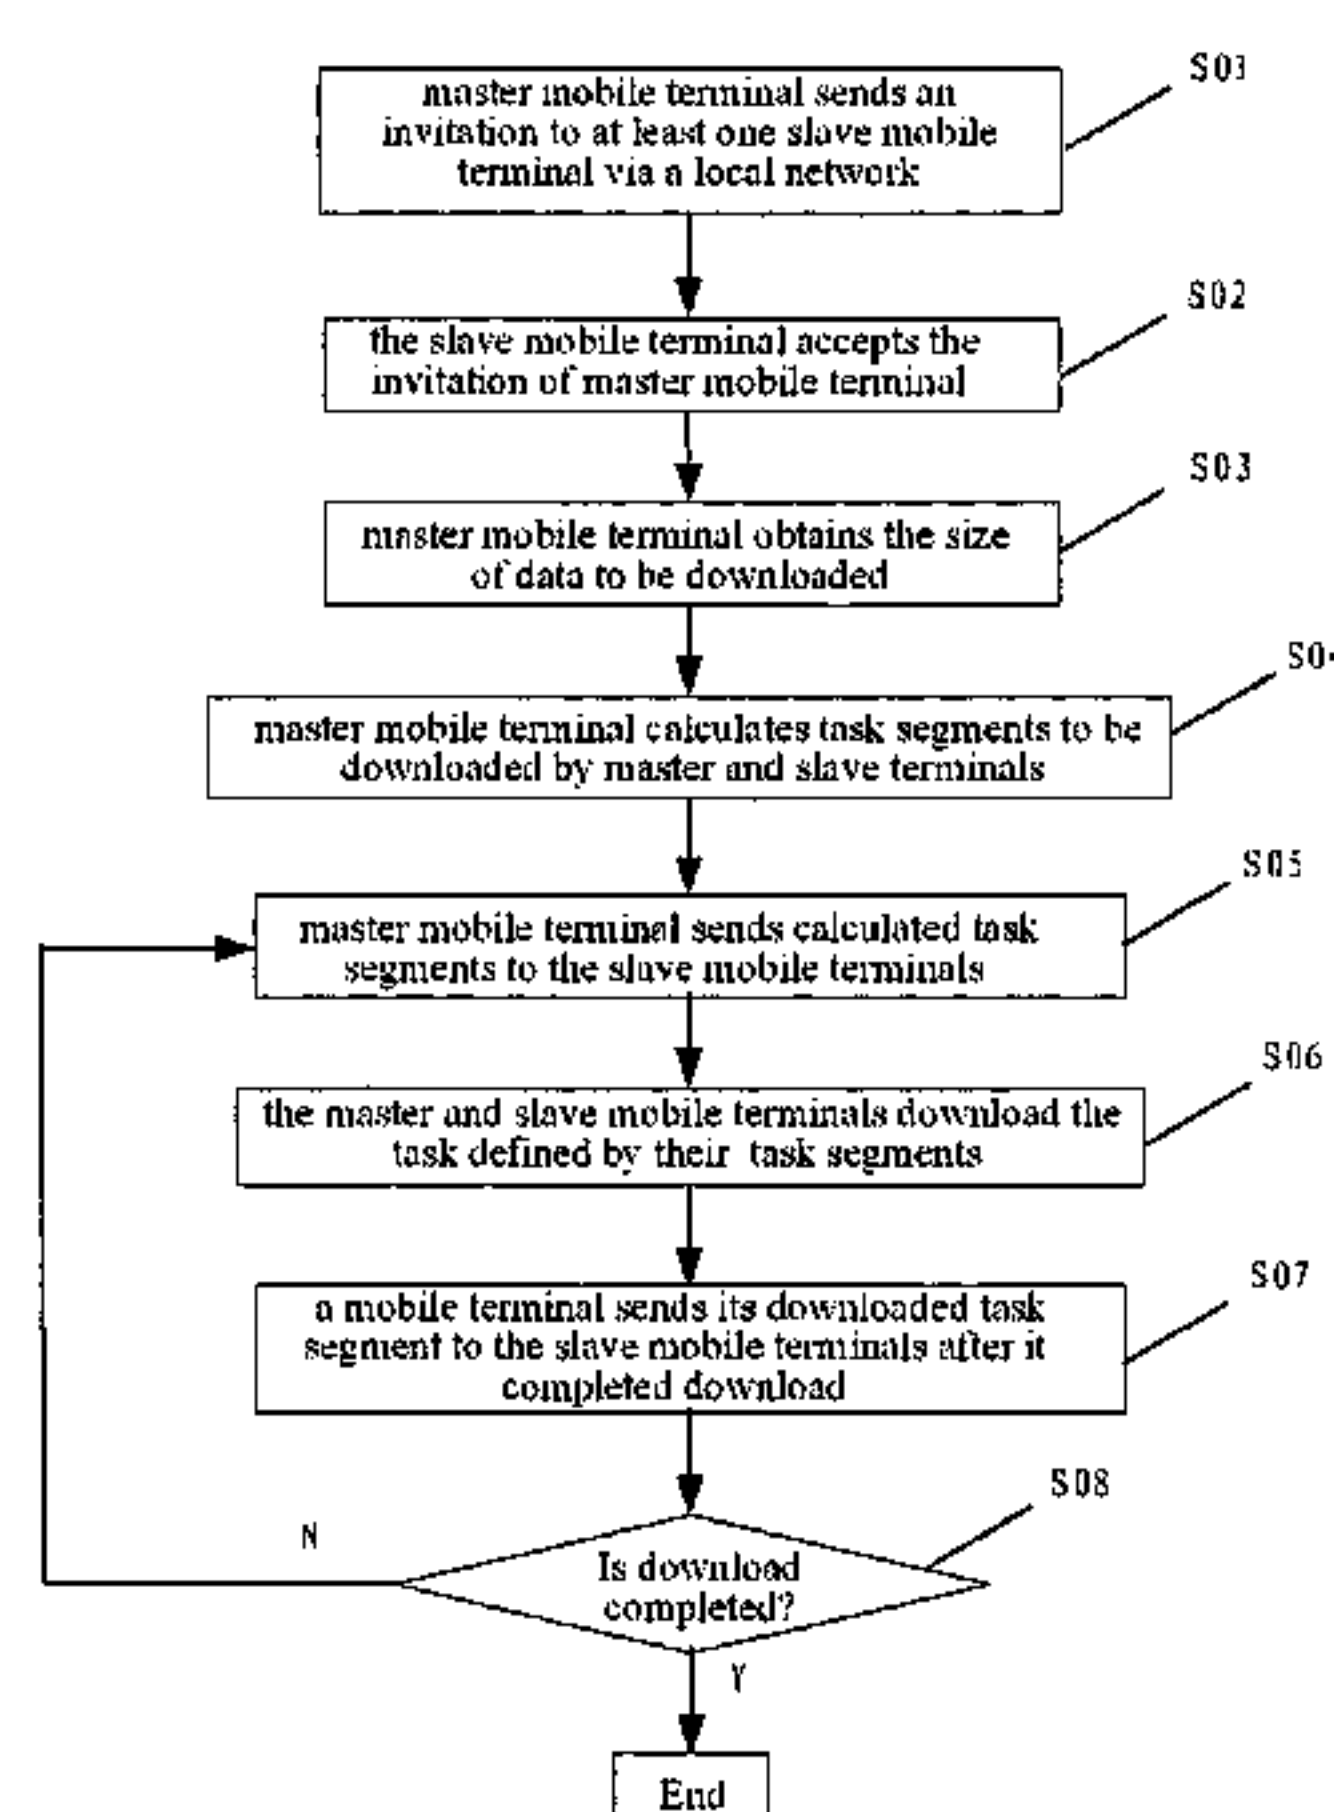 S01
master mobile terminal sends an
invitation to at least one slave mobile
terminal via a local network
S02
the slave mobile terminal accepts the
invitation of master mobile terminal
S03
master mobile terminal obtains the size
of data to be downloaded
master mobile terminal calculates task segments to be
downloaded by master and slave terminals
S05
master mobile terminal sends calculated task
segments to the slave mobile terminals
S06
the master and slave mobile terminals download the
task defined by their task segments
S07
a mobile terminal sends its downloaded task
segment to the slave mobile terminals after it
completed download
S08
N
Is download
completed?
Y
End